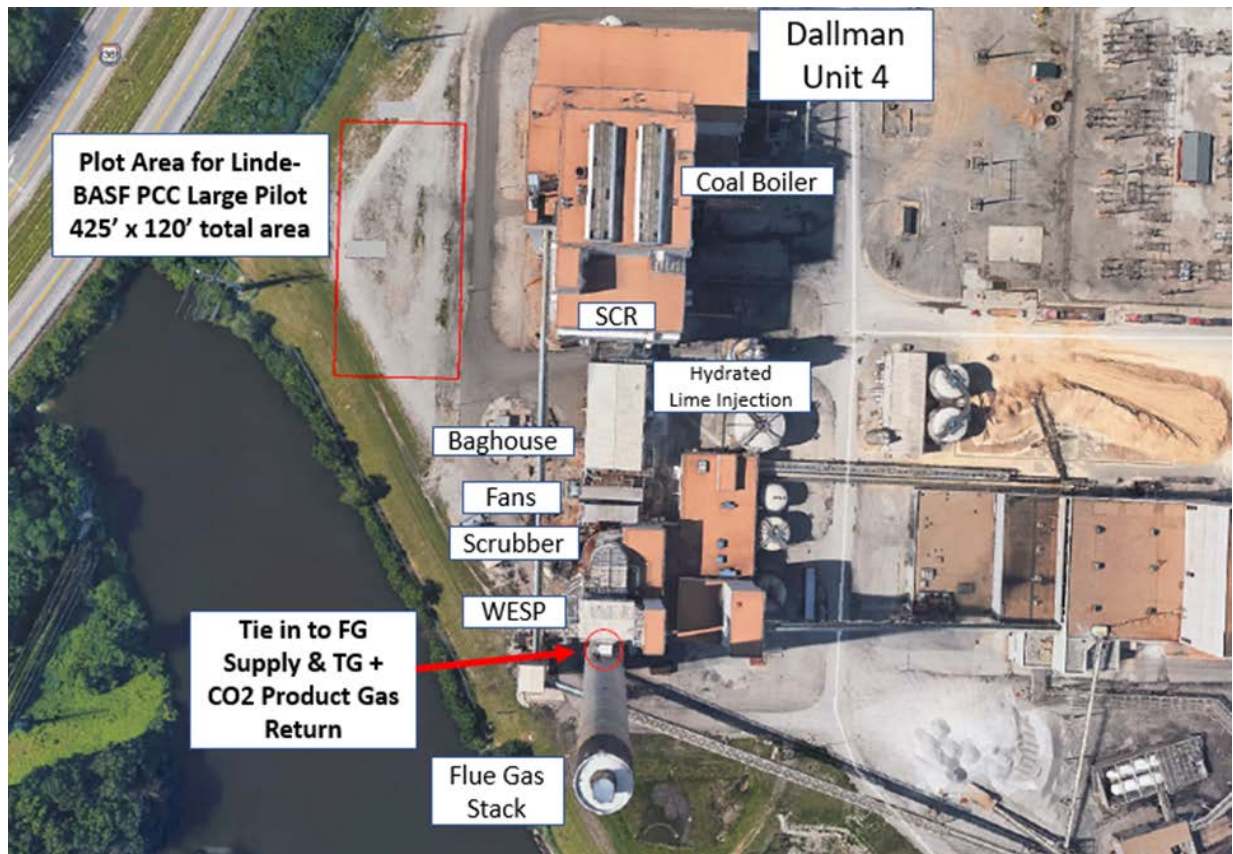 Dallman
Unit 4
Plot Area for Linde-
BASF PCC Large Pilot
425' x 120' total area
Coal Boiler
SCR
Hydrated
Lime Injection
Baghouse
Fans
Scrubber
WESP
Tie in to FG
Supply & TG +
CO2 Product Gas
Return
Flue Gas
Stack